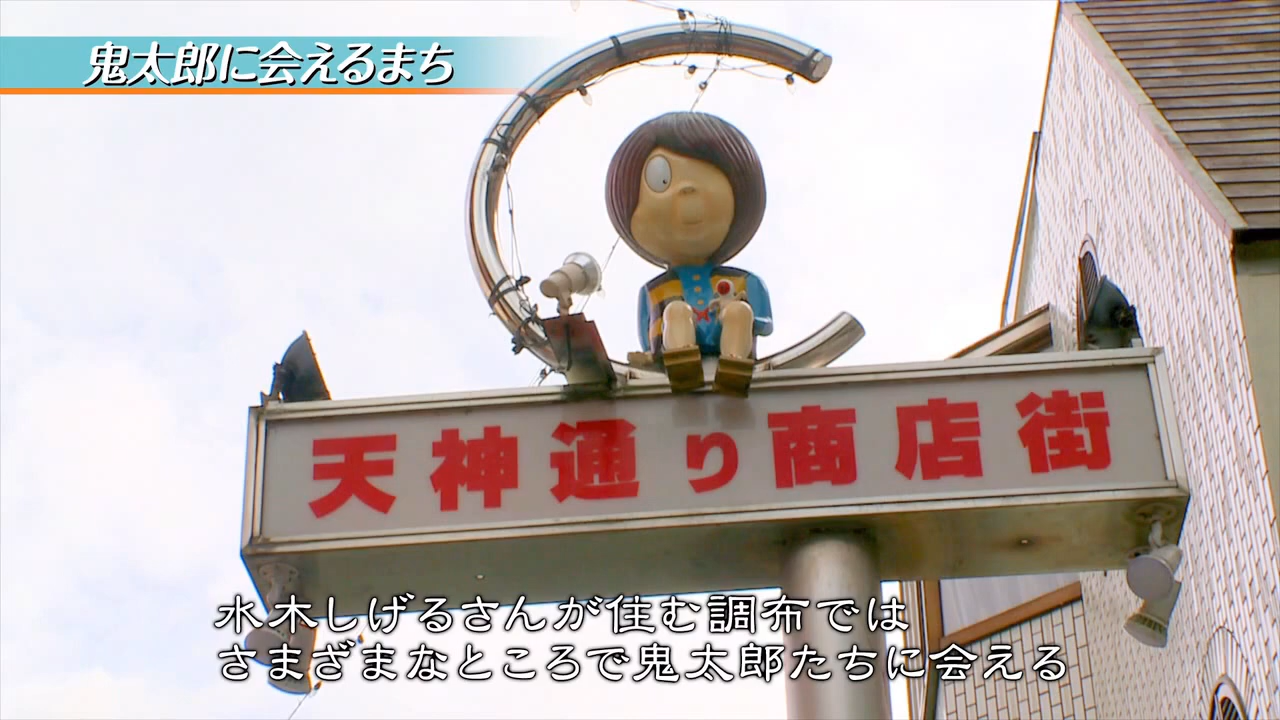 鬼太郎に会えるまち
天神通り商店街
水木しげるさんが住む調布では
さまざまなところで鬼太郎たちに会える